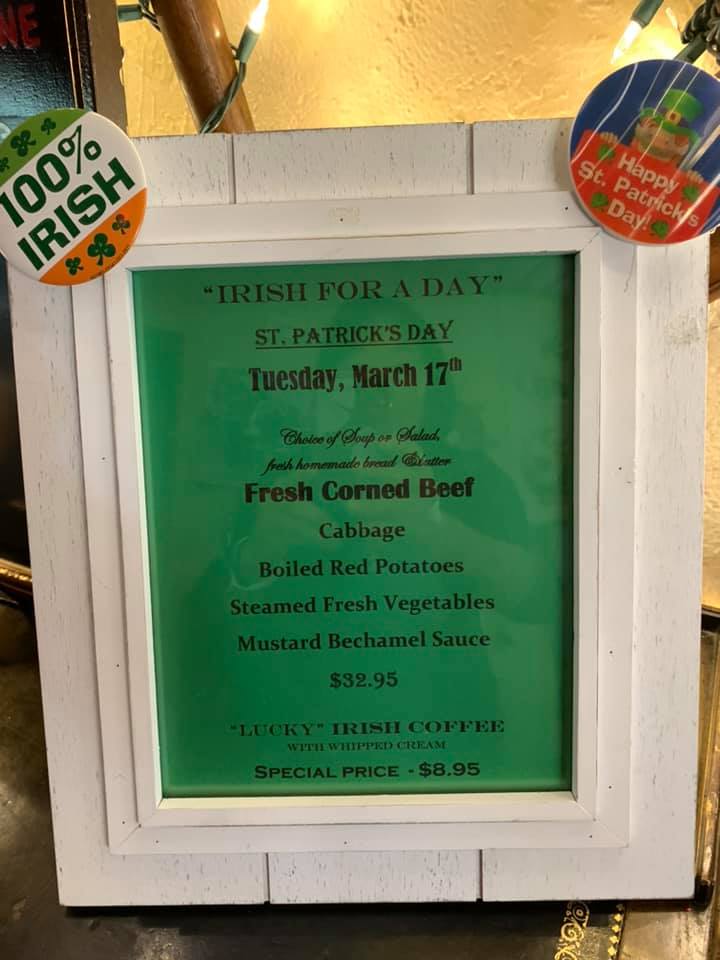 NE
100%
IRISH
Happy
St. Patrick's
Day!
"IRISH FOR A DAY"
ST. PATRICK'S DAY
Tuesday, March 17th
Choice of Soup or Salad,
fresh homemade bread &
Fresh Corned Beef
Cabbage
Boiled Red Potatoes
Steamed Fresh Vegetables
Mustard Bechamel Sauce
$32.95
"LUCKY" IRISH COFFEE
WITH WHIPPED CREAM
SPECIAL PRICE - $8.95